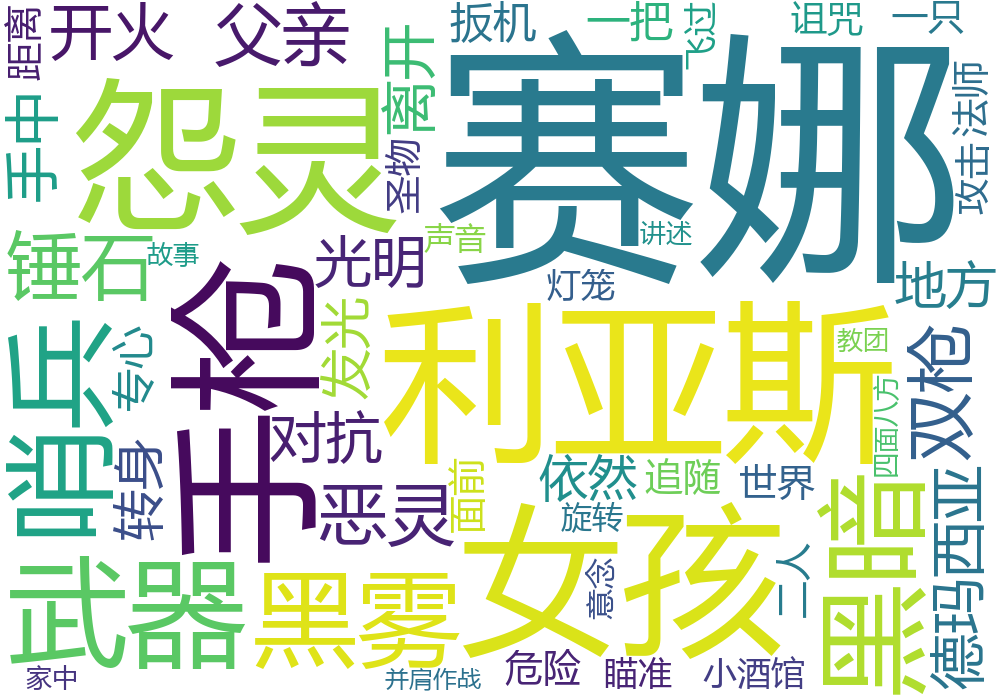 距离
开火
父亲
扳机
一把
飞过
诅咒
一只
手中
怨灵
离开
赛娜
法师
圣物
攻击
锤石
故事
光明
声音
讲述
灯笼
地方
哨兵
专心
手枪
发光
利亚斯
教团
双枪
转身
对抗
恶灵
面前
依然
追随
世界
四面八方
旋转
黑暗
德玛西亚
武器
黑雾
女孩
意念
二人
家中
并肩作战
危险
瞄准
小酒馆